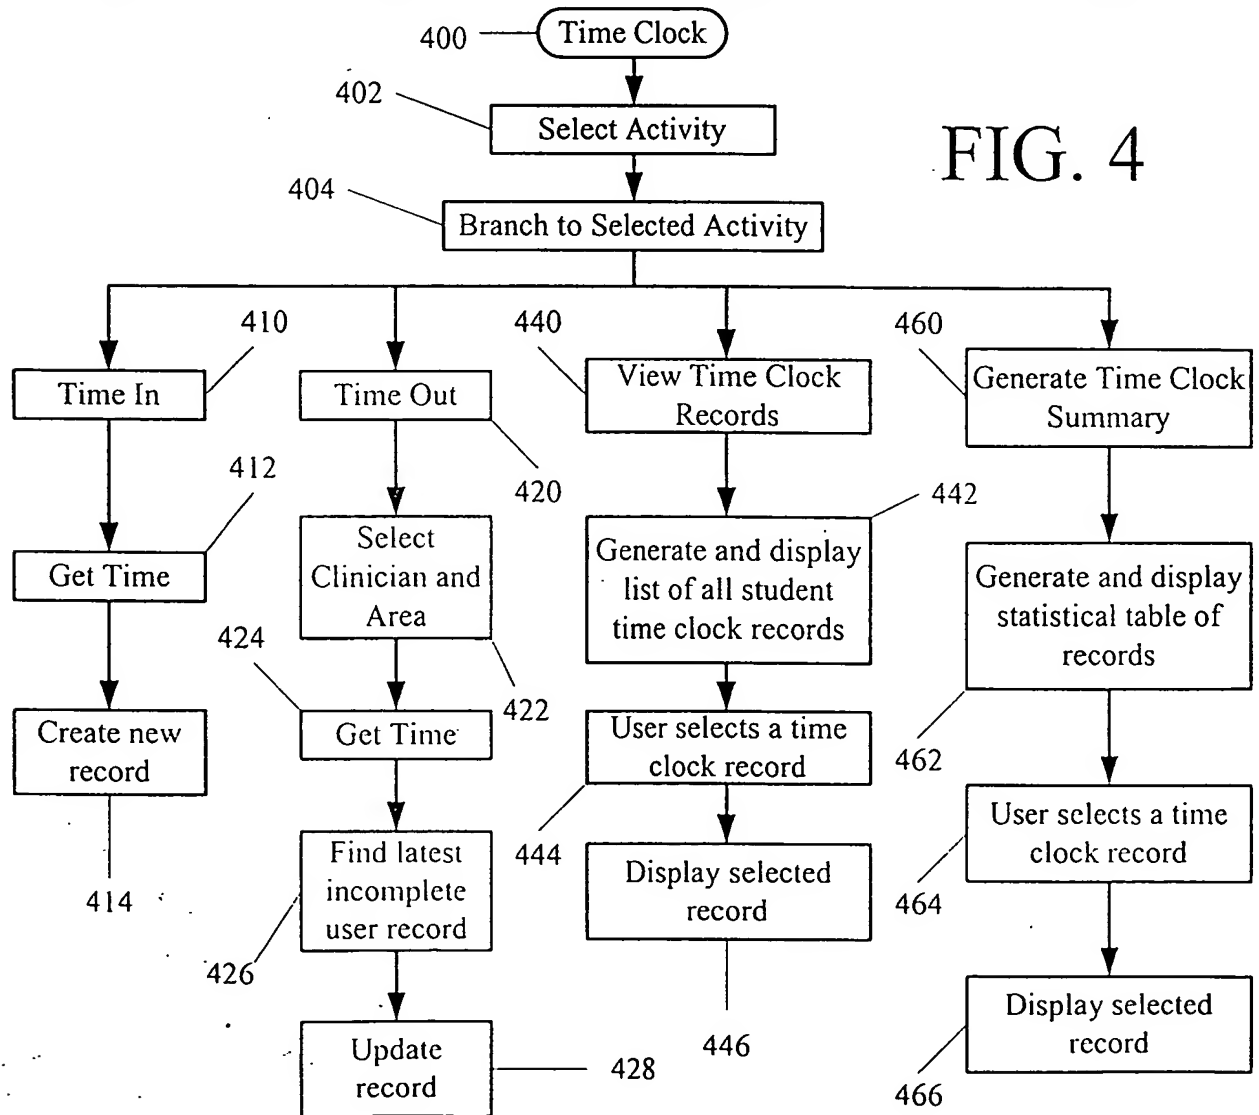 400
Time Clock
402
Select Activity
FIG. 4
404
Branch to Selected Activity
410
Time In
412
Get Time
Create new
record
414
Time Out
420
Select
Clinician and
Area
422
424
Get Time
Find latest
incomplete
user record
426
Update
record
428
440
View Time Clock
Records
442
Generate and display
list of all student
time clock records
User selects a time
clock record
444
Display selected
record
446
460
Generate Time Clock
Summary
Generate and display
statistical table of
records
462
User selects a time
clock record
464
Display selected
record
466